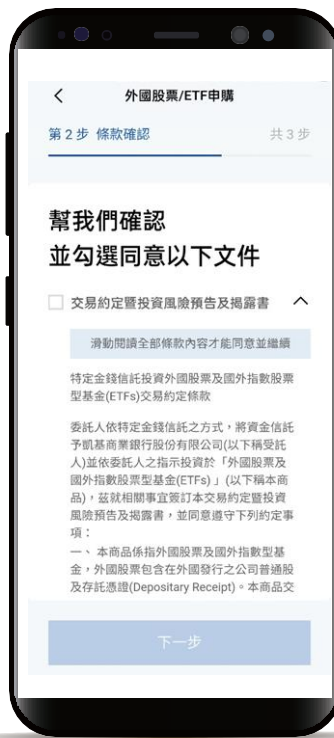 外國股票/ETF申購
第 2 步 條款確認
共 3 步
幫我們確認
並勾選同意以下文件
交易約定暨投資風險預告及揭露書
滑動閱讀全部條款內容才能同意並繼續
特定金錢信託投資外國股票及國外指數股票
型基金(ETFs)交易約定條款
委託人依特定金錢信託之方式，將資金信託
予凱基商業銀行股份有限公司(以下稱受託
人)並依委託人之指示投資於「外國股票及
國外指數股票型基金(ETFs) 」(以下稱本商
品)，茲就相關事宜簽訂本交易約定暨投資
風險預告及揭露書，並同意遵守下列約定事
項：
一、 本商品係指外國股票及國外指數型基
金，外國股票包含在外國發行之公司普通股
及存託憑證(Depositary Receipt)。本商品交
下一步